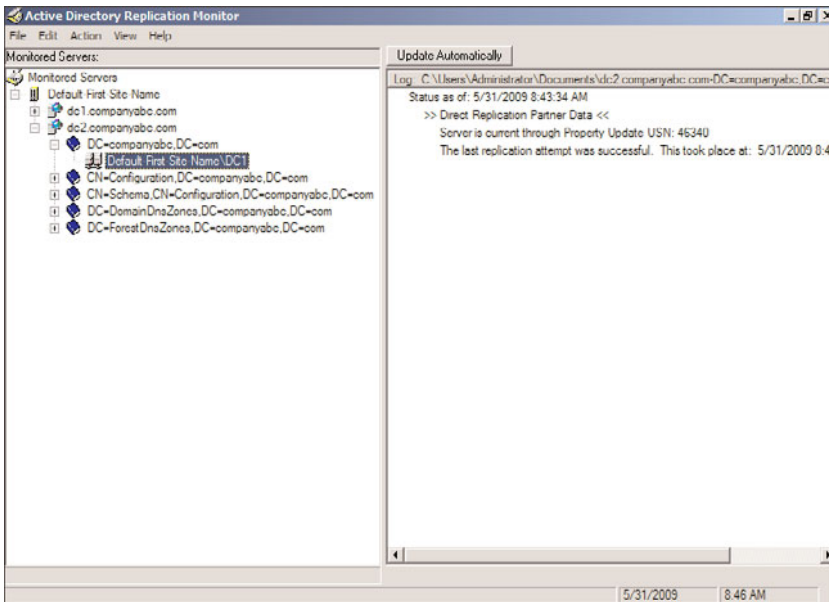 Active Directory Replication Monitor
File Edit Action View Help
Monitored Servers:
Update Automatically
Monitored Servers
Default-First-Site-Name
dc1.companyabc.com
dc2.companyabc.com
DC=companyabc,DC=com
Default-First-Site-Name\DC1
CN=Configuration,DC=companyabc,DC=com
CN=Schema,CN=Configuration,DC=companyabc,DC=com
DC=DomainDnsZones,DC=companyabc,DC=com
DC=ForestDnsZones,DC=companyabc,DC=com
Log: C:\Users\Administrator\Documents\dc2.companyabc.com-DC=companyabc,DC=c
Status as of: 5/31/2009 8:43:34 AM
>> Direct Replication Partner Data <<
Server is current through Property Update USN: 46340
The last replication attempt was successful. This took place at: 5/31/2009 8:4
5/31/2009 8:46 AM